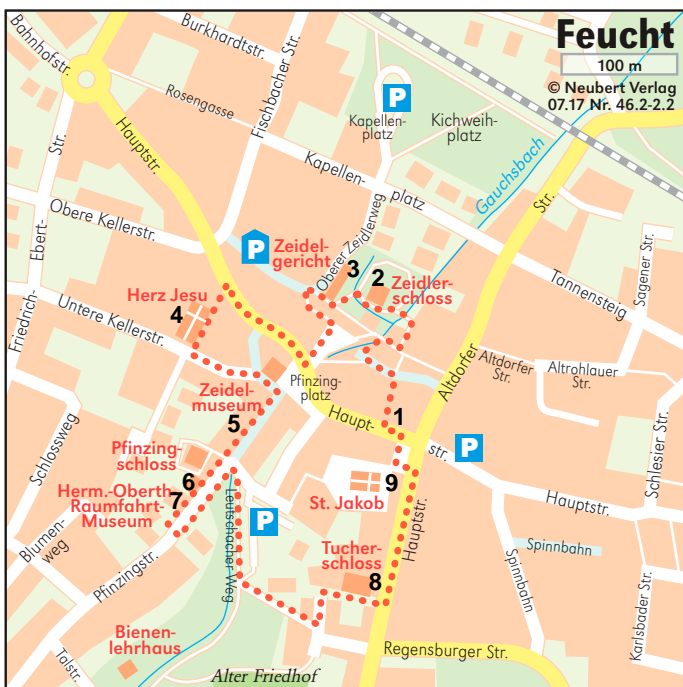 Feucht
100 m
© Neubert Verlag
07.17 Nr. 46.2-2.2
Bahnhofstr.
Burkhardtstr.
Fischbacher Str.
Rosengasse
Hauptstr.
P
Kapellen-
platz
Kichweih-
platz
Gauchsbach
Kapellen-
platz
Str.
Obere Kellerstr.
P
Zeidel-
gericht
3
Oberer Zeidlerweg
2
Zeidler-
schloss
Tannensteig
Sagener Str.
Friedrich-
Ebert-
Str.
Herz Jesu
4
Untere Kellerstr.
Altdorfer
Altdorfer
Str.
Altrohlauer
Str.
Pfinzing-
platz
Zeidel-
museum
5
Haupt-
1
str.
P
Schlossweg
Pfinzing-
schloss
6
Herm.-Oberth
Raumfahrt-
Museum
7
9
St. Jakob
Hauptstr.
Schlesier Str.
Blumen-
weg
Leutschacher Weg
P
Hauptstr.
Spinnbahn
Spinnbahn
Pfinzingstr.
Tucher-
schloss
8
Karlsbader Str.
Bienen-
lehrhaus
Talstr.
Regensburger Str.
Alter Friedhof